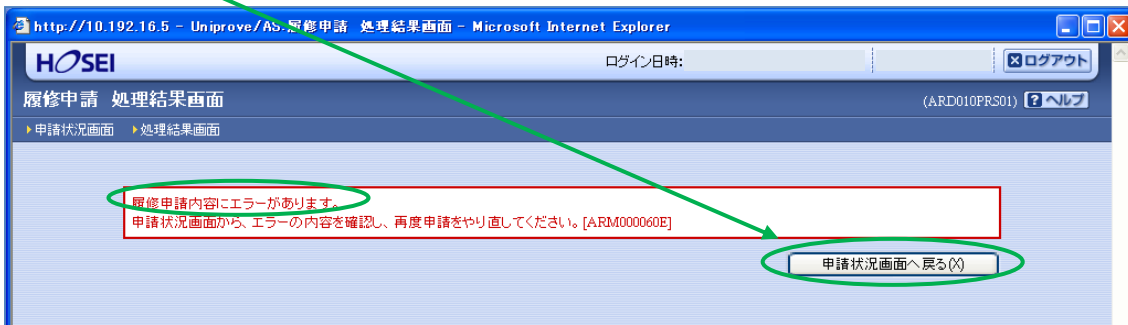 http://10.192.16.5 - Uniprove/AS:履修申請 処理結果画面 - Microsoft Internet Explorer
HOSEI
ログイン日時:
ログアウト
履修申請 処理結果画面
(ARD010PRS01) ? ヘルプ
申請状況画面 処理結果画面
履修申請内容にエラーがあります。
申請状況画面から、エラーの内容を確認し、再度申請をやり直してください。[ARM000060E]
申請状況画面へ戻る(X)